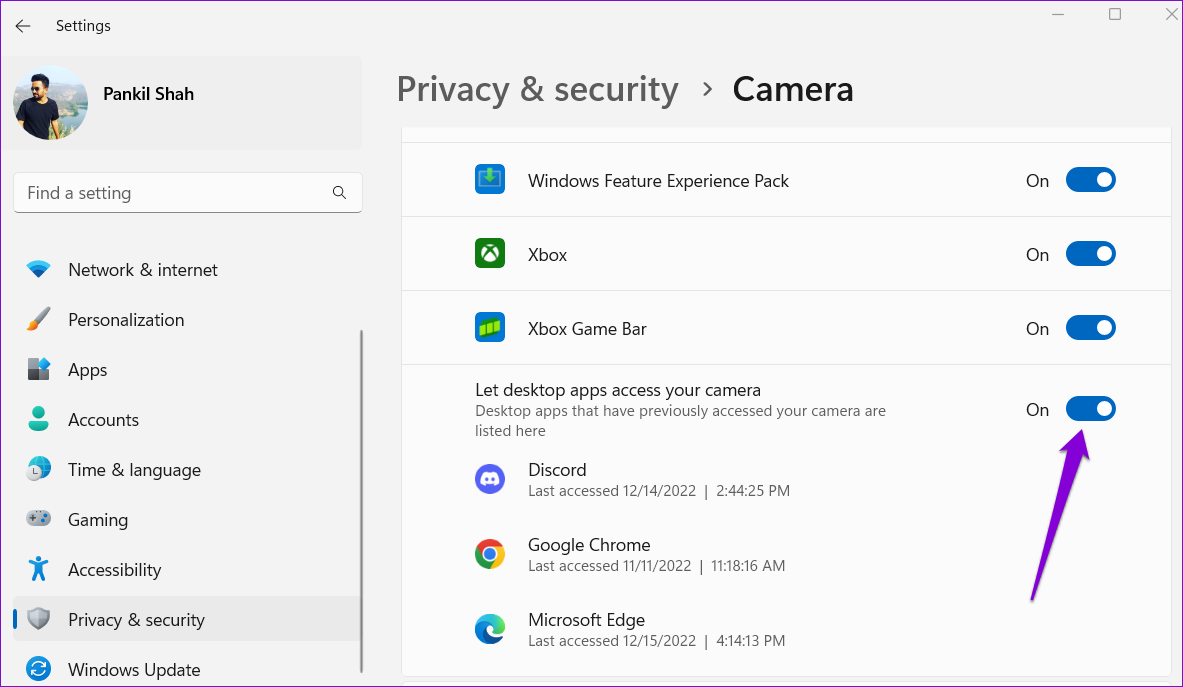 Settings
Pankil Shah
Find a setting
Network & internet
Personalization
Apps
Accounts
Time & language
Gaming
Accessibility
Privacy & security
Windows Update
Privacy & security › Camera
Windows Feature Experience Pack On
Xbox On
Xbox Game Bar On
Let desktop apps access your camera
Desktop apps that have previously accessed your camera are
listed here
On
Discord
Last accessed 12/14/2022 | 2:44:25 PM
Google Chrome
Last accessed 11/11/2022 | 11:18:16 AM
Microsoft Edge
Last accessed 12/15/2022 | 4:14:13 PM